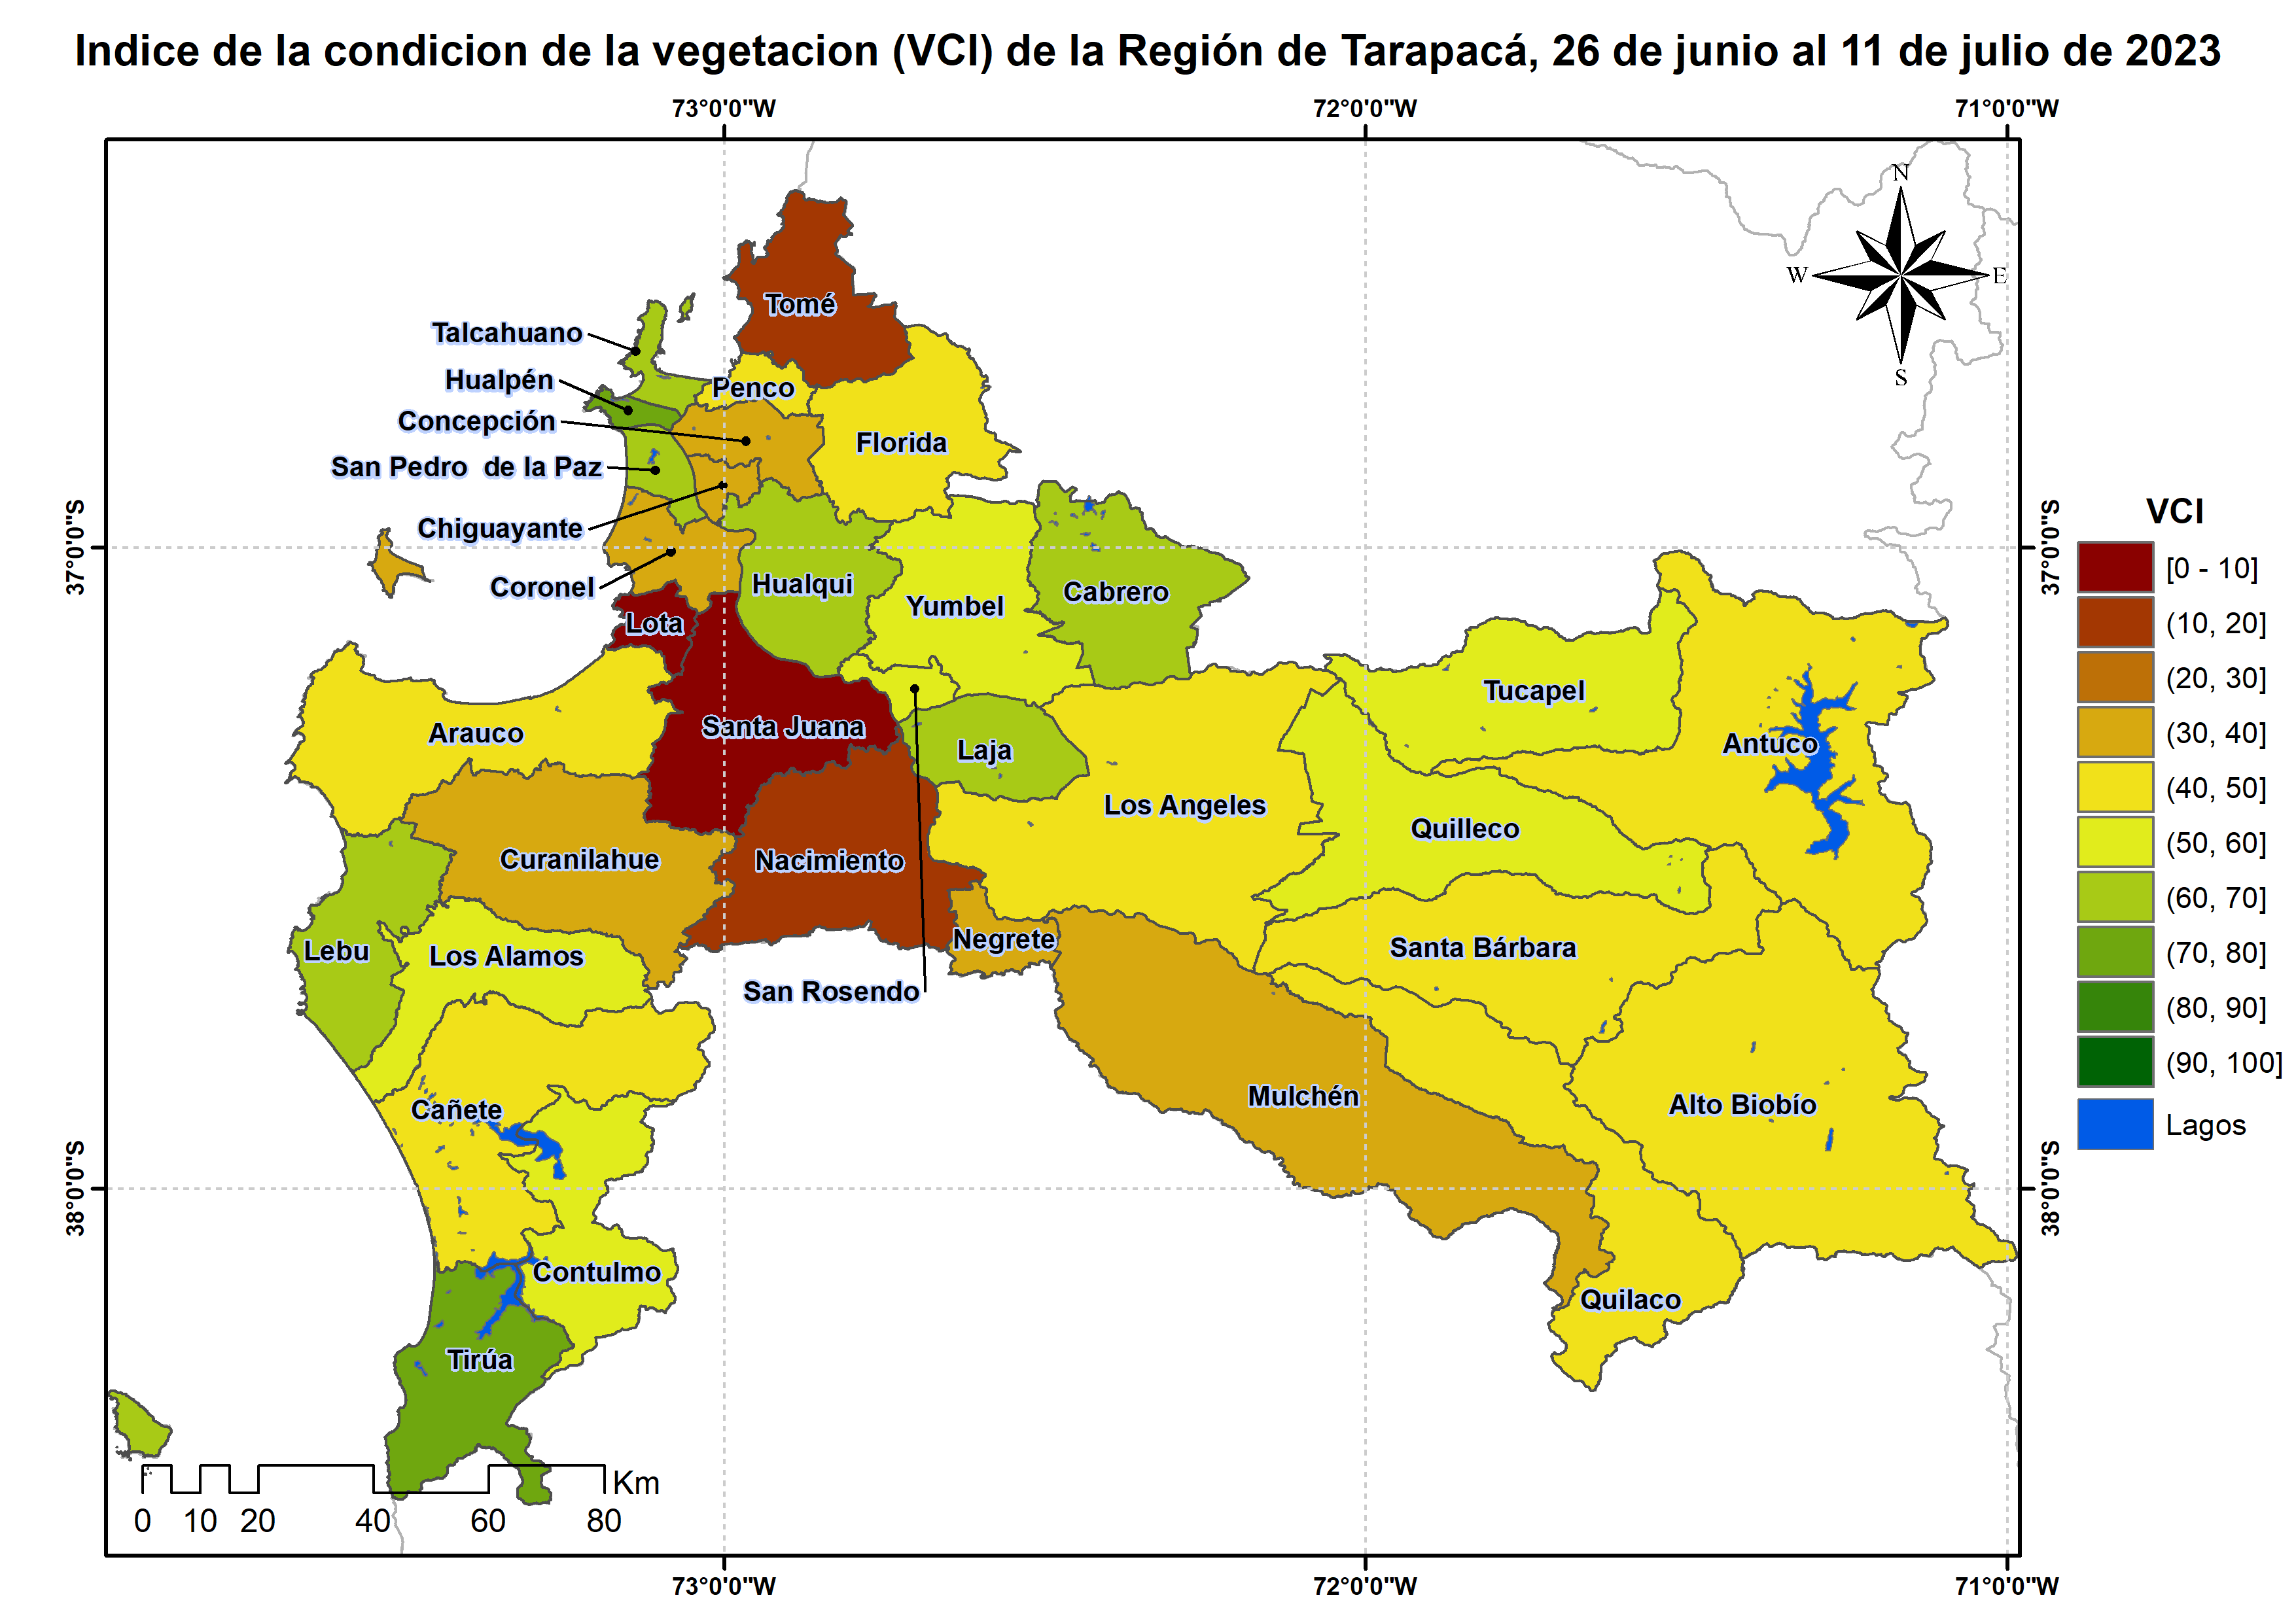 Indice de la condicion de la vegetacion (VCI) de la Región de Tarapacá, 26 de junio al 11 de julio de 2023
73°0'0"W
72°0'0"W
71°0'0"W
N
W
E
S
Tomé
Talcahuano
Hualpén
Penco
Concepción
Florida
San Pedro  de la Paz
Chiguayante
37°0'0"S
37°0'0"S
Coronel
Hualqui
Yumbel
Cabrero
Lota
Santa Juana
Arauco
Tucapel
Antuco
Laja
Los Angeles
Quilleco
Curanilahue
Nacimiento
Negrete
Santa Bárbara
Lebu
Los Alamos
San Rosendo
Mulchén
Alto Biobío
Cañete
38°0'0"S
38°0'0"S
Contulmo
Quilaco
Tirúa
VCI
[0 - 10]
(10, 20]
(20, 30]
(30, 40]
(40, 50]
(50, 60]
(60, 70]
(70, 80]
(80, 90]
(90, 100]
Lagos
Km
0 10 20 40 60 80
73°0'0"W
72°0'0"W
71°0'0"W